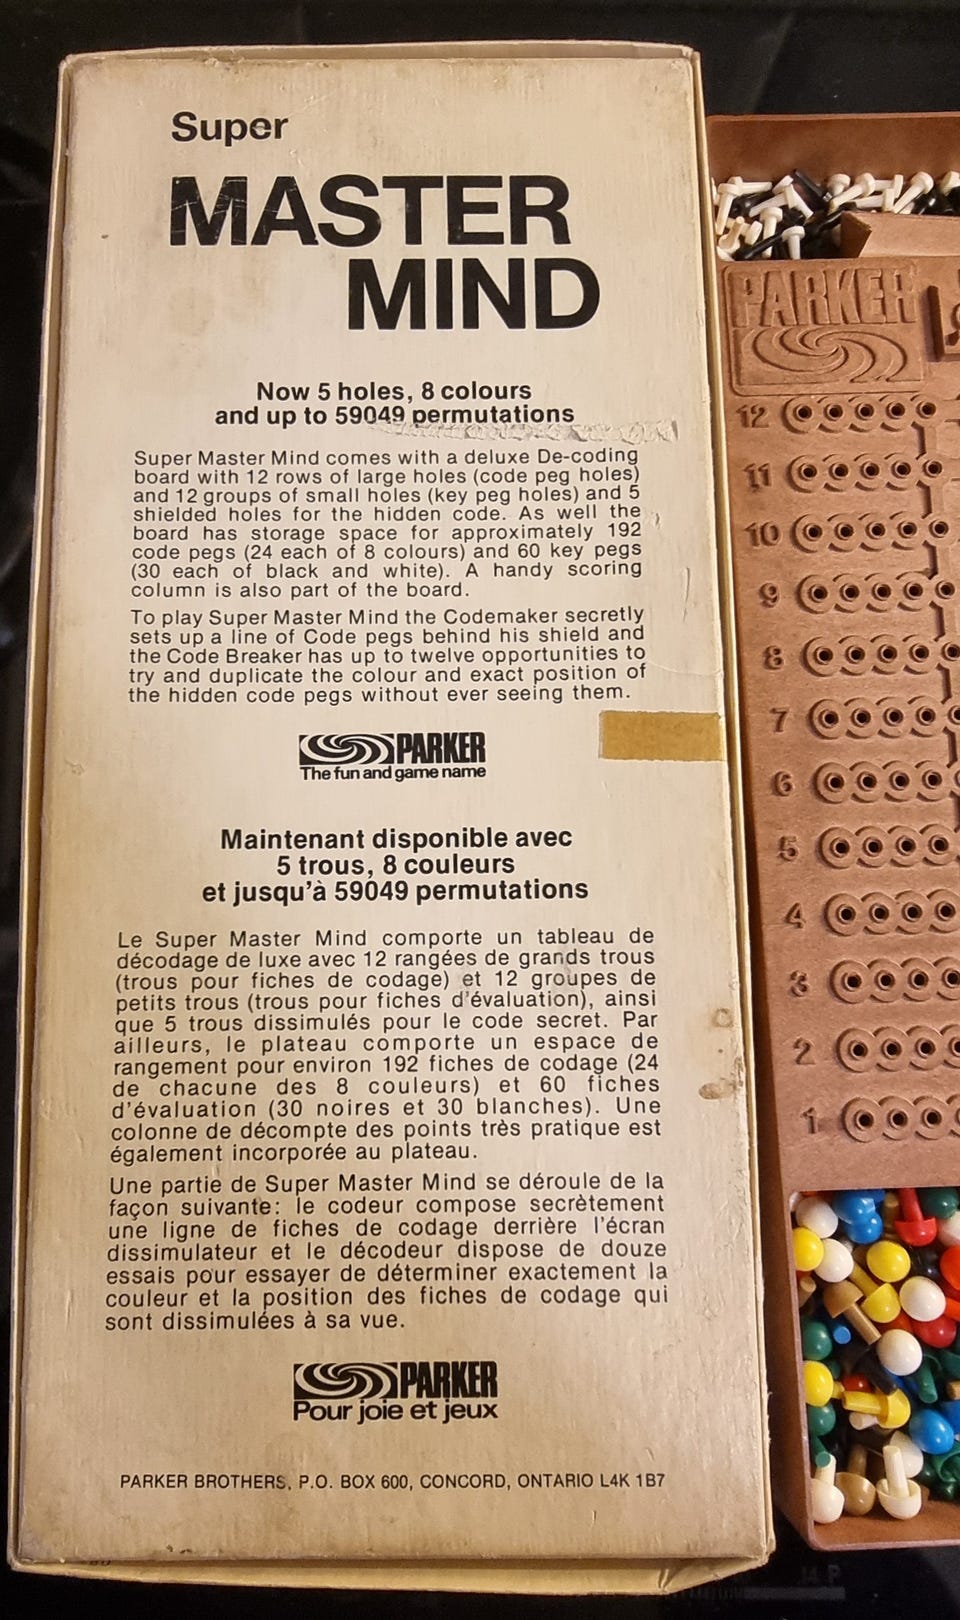 Super
MASTER
MIND
Now 5 holes, 8 colours
and up to 59049 permutations
Super Master Mind comes with a deluxe De-coding
board with 12 rows of large holes (code peg holes)
and 12 groups of small holes (key peg holes) and 5
shielded holes for the hidden code. As well the
board has storage space for approximately 192
code pegs (24 each of 8 colours) and 60 key pegs
(30 each of black and white). A handy scoring
column is also part of the board.
To play Super Master Mind the Codemaker secretly
sets up a line of Code pegs behind his shield and
the Code Breaker has up to twelve opportunities to
try and duplicate the colour and exact position of
the hidden code pegs without ever seeing them.
PARKER
The fun and game name
Maintenant disponible avec
5 trous, 8 couleurs
et jusqu'à 59049 permutations
Le Super Master Mind comporte un tableau de
décodage de luxe avec 12 rangées de grands trous
(trous pour fiches de codage) et 12 groupes de
petits trous (trous pour fiches d'évaluation), ainsi
que 5 trous dissimulés pour le code secret. Par
ailleurs, le plateau comporte un espace de
rangement pour environ 192 fiches de codage (24
de chacune des 8 couleurs) et 60 fiches
d'évaluation (30 noires et 30 blanches). Une
colonne de décompte des points très pratique est
également incorporée au plateau.
Une partie de Super Master Mind se déroule de la
façon suivante: le codeur compose secrètement
une ligne de fiches de codage derrière l'écran
dissimulateur et le décodeur dispose de douze
essais pour essayer de déterminer exactement la
couleur et la position des fiches de codage qui
sont dissimulées à sa vue.
PARKER
Pour joie et jeux
PARKER BROTHERS, P.O. BOX 600, CONCORD, ONTARIO L4K 1B7
PARKER
12
11
10
9
8
7
6
5
4
3
2
1